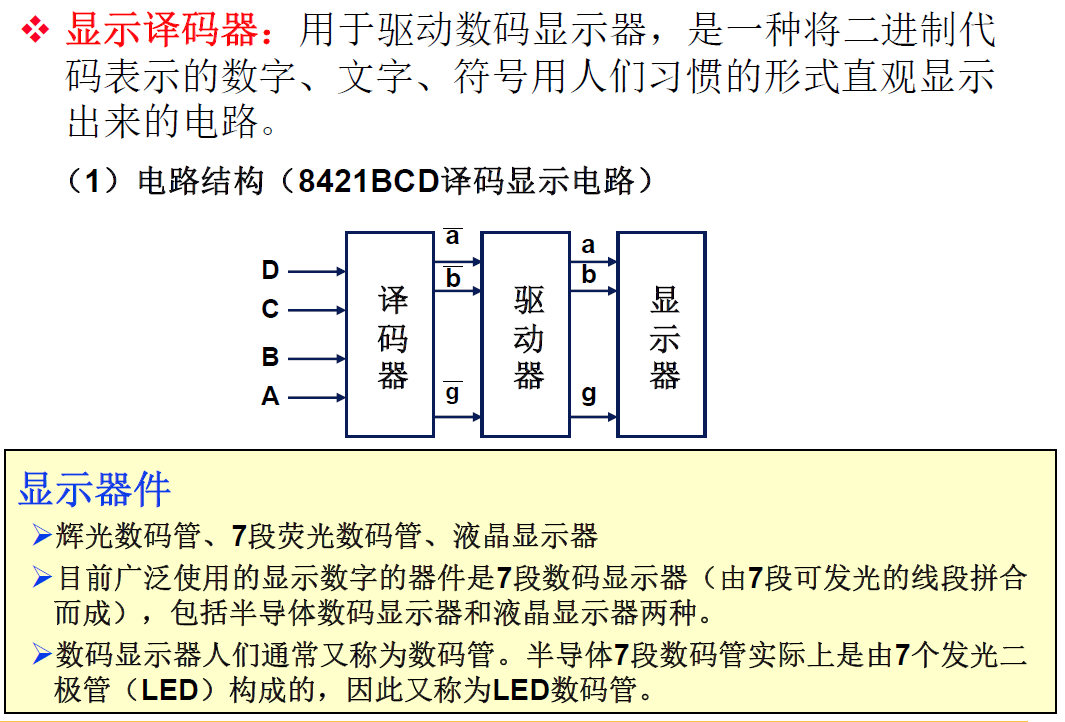 ❖ 显示译码器：用于驱动数码显示器，是一种将二进制代
码表示的数字、文字、符号用人们习惯的形式直观显示
出来的电路。
（1）电路结构（8421BCD译码显示电路）
D
C
B
A
译码器
a̅
b̅
g̅
驱动器
a
b
g
显示器
显示器件
➢辉光数码管、7段荧光数码管、液晶显示器
➢目前广泛使用的显示数字的器件是7段数码显示器（由7段可发光的线段拼合
而成），包括半导体数码显示器和液晶显示器两种。
➢数码显示器人们通常又称为数码管。半导体7段数码管实际上是由7个发光二
极管（LED）构成的，因此又称为LED数码管。